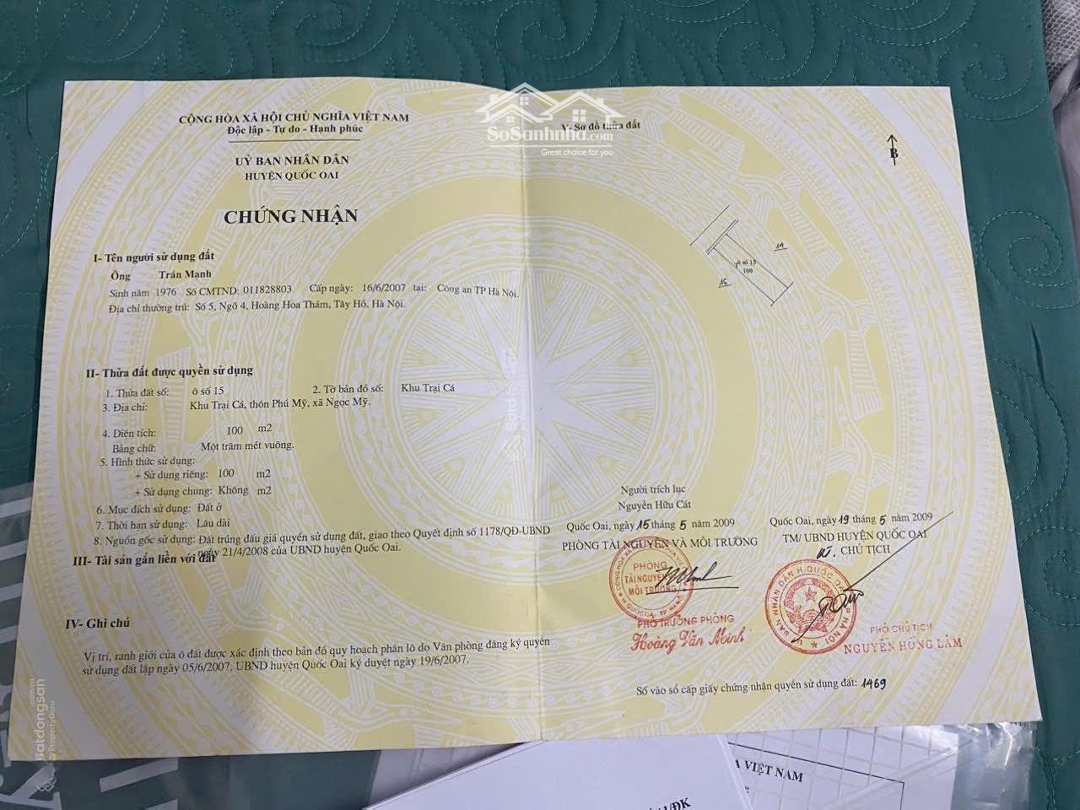 CỘNG HÒA XÃ HỘI CHỦ NGHĨA VIỆT NAM
Độc lập - Tự do - Hạnh phúc
UỶ BAN NHÂN DÂN
HUYỆN QUỐC OAI
CHỨNG NHẬN
I- Tên người sử dụng đất
Ông Trần Mạnh
Sinh năm 1976 Số CMTND: 011828803 Cấp ngày: 16/6/2007 tại: Công an TP Hà Nội.
Địa chỉ thường trú: Số 5, Ngõ 4, Hoàng Hoa Thám, Tây Hồ, Hà Nội.
II- Thửa đất được quyền sử dụng
1. Thửa đất số: ô số 15 2. Tờ bản đồ số: Khu Trại Cá
3. Địa chỉ: Khu Trại Cá, thôn Phú Mỹ, xã Ngọc Mỹ.
4. Diện tích: 100 m2
Bằng chữ: Một trăm mét vuông.
5. Hình thức sử dụng:
+ Sử dụng riêng: 100 m2
+ Sử dụng chung: Không m2
6. Mục đích sử dụng: Đất ở
7. Thời hạn sử dụng: Lâu dài
8. Nguồn gốc sử dụng: Đất trúng đấu giá quyền sử dụng đất, giao theo Quyết định số 1178/QĐ-UBND
ngày 21/4/2008 của UBND huyện Quốc Oai.
III- Tài sản gắn liền với đất
IV- Ghi chú
Vị trí, ranh giới của ô đất được xác định theo bản đồ quy hoạch phân lô do Văn phòng đăng ký quyền
sử dụng đất lập ngày 05/6/2007, UBND huyện Quốc Oai ký duyệt ngày 19/6/2007.
SoSanhnha.com
Great choice for you
V- Sơ đồ thửa đất
B
14
ô số 15
100
16
Người trích lục
Nguyễn Hữu Cát
Quốc Oai, ngày 15 tháng 5 năm 2009
PHÒNG TÀI NGUYÊN VÀ MÔI TRƯỜNG
PHÒNG
TÀI NGUYÊN
MÔI TRƯỜNG
PHÓ TRƯỞNG PHÒNG
Hoàng Văn Minh
Quốc Oai, ngày 19 tháng 5 năm 2009
TM/ UBND HUYỆN QUỐC OAI
KT. CHỦ TỊCH
PHÓ CHỦ TỊCH
NGUYỄN HỒNG LÂM
Số vào sổ cấp giấy chứng nhận quyền sử dụng đất: 1469
Batdongsan
by PropertyGuru
A VIỆT NAM